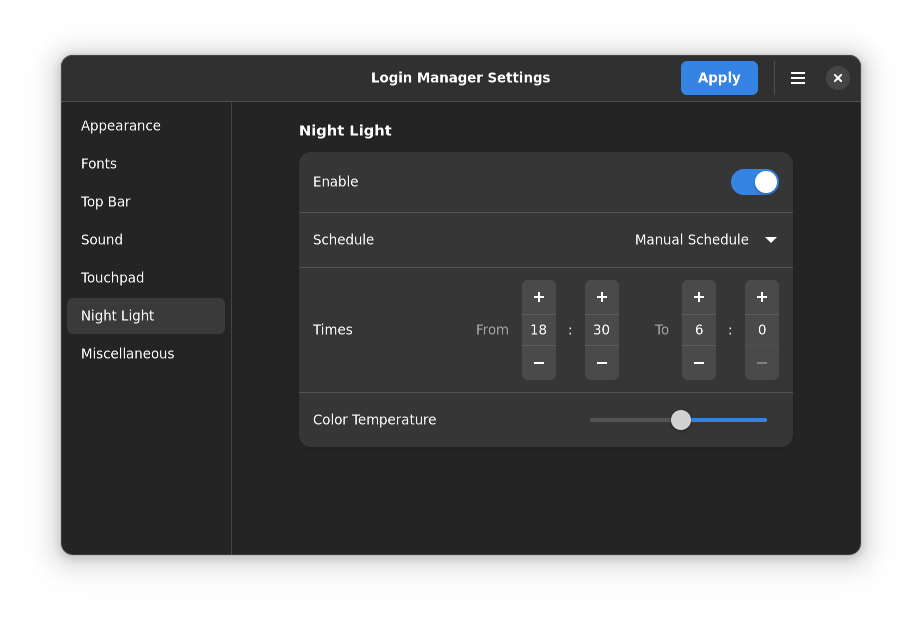 Login Manager Settings
Apply
Appearance
Fonts
Top Bar
Sound
Touchpad
Night Light
Miscellaneous
Night Light
Enable
Schedule
Manual Schedule
+ + + +
Times From 18 : 30 To 6 : 0
− − − −
Color Temperature